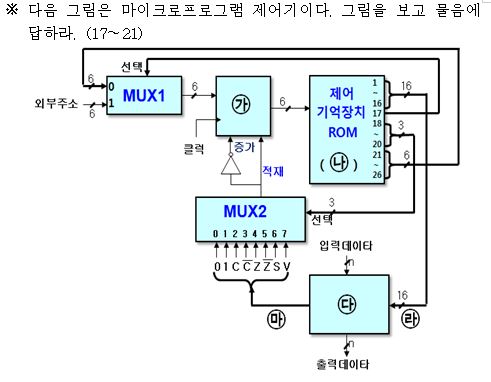 ※ 다음 그림은 마이크로프로그램 제어기이다. 그림을 보고 물음에
답하라. (17～21)
선택
6
0
1
MUX1
외부주소
6
6
㉮
6
클럭
증가
적재
제어
기억장치
ROM
( ㉯ )
1
~
16
17
18
~
20
21
~
26
16
3
6
MUX2
0 1 2 3 4 5 6 7
선택
3
0 1 C C̅ Z Z̅ S V
입력데이타
n
㉰
㉱
16
㉲
n
출력데이타